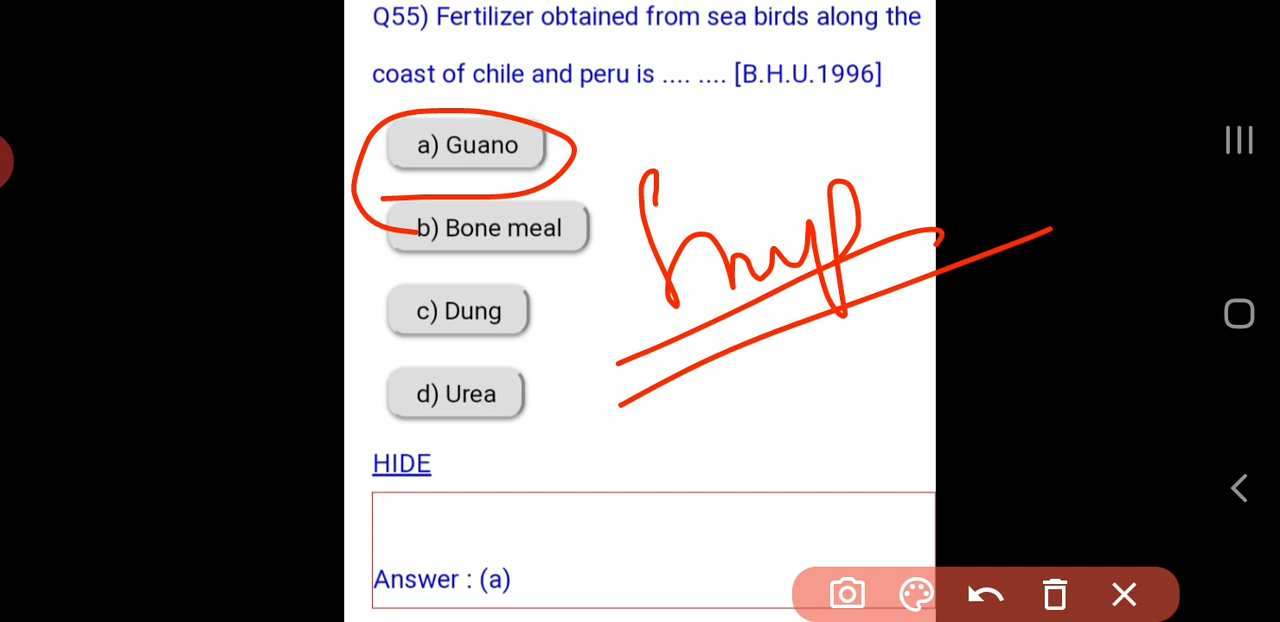 Q55) Fertilizer obtained from sea birds along the
coast of chile and peru is .... .... [B.H.U.1996]
a) Guano
b) Bone meal
c) Dung
d) Urea
HIDE
Answer : (a)